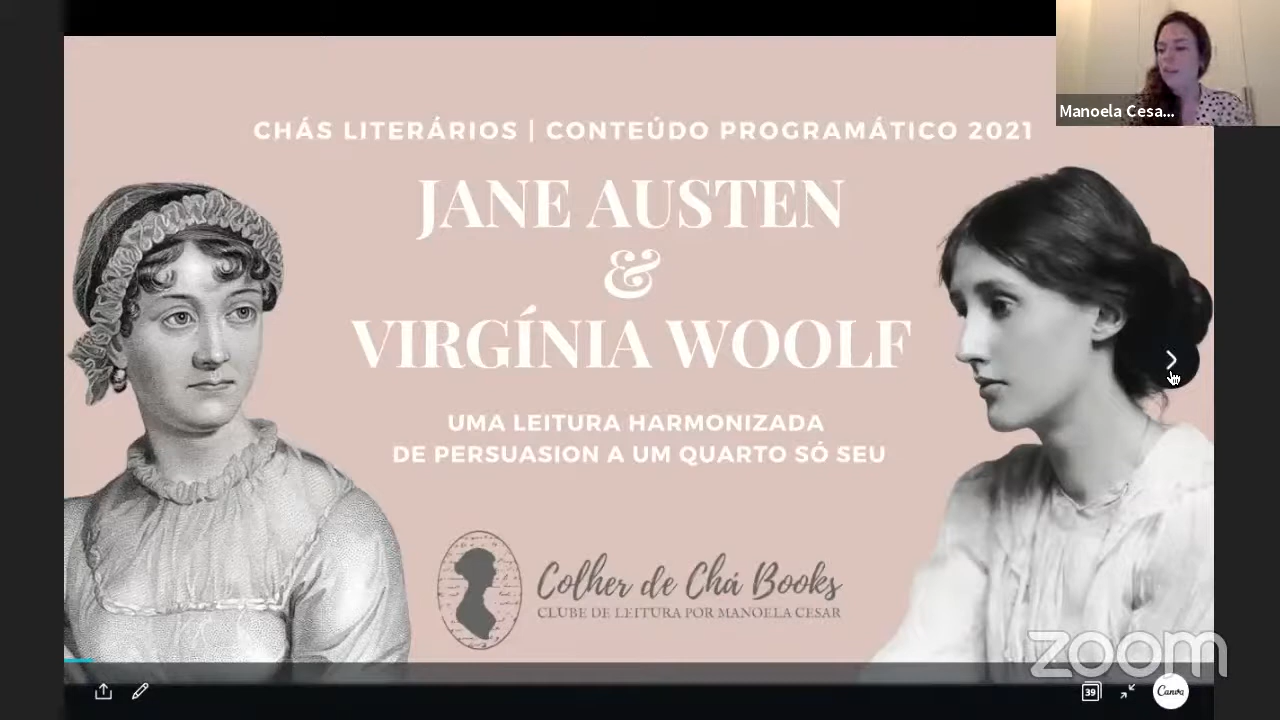 Manoela Cesa...
CHÁS LITERÁRIOS | CONTEÚDO PROGRAMÁTICO 2021
JANE AUSTEN
&
VIRGÍNIA WOOLF
UMA LEITURA HARMONIZADA
DE PERSUASION A UM QUARTO SÓ SEU
Colher de Chá Books
CLUBE DE LEITURA POR MANOELA CESAR
zoom
39
Canva